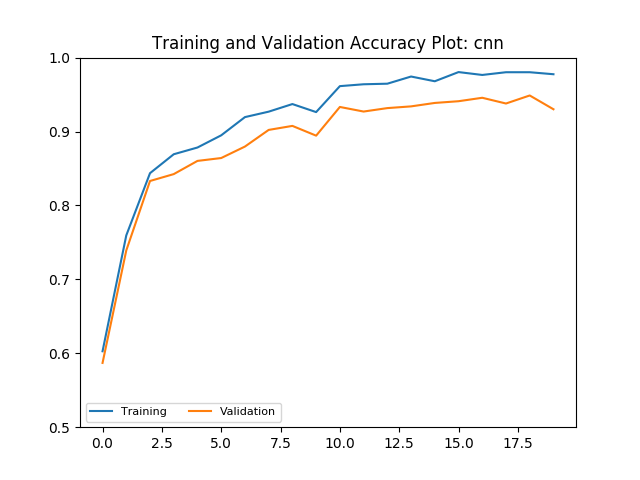 Training and Validation Accuracy Plot: cnn
1.0
0.9
0.8
0.7
0.6
0.5
Training Validation
0.0 2.5 5.0 7.5 10.0 12.5 15.0 17.5